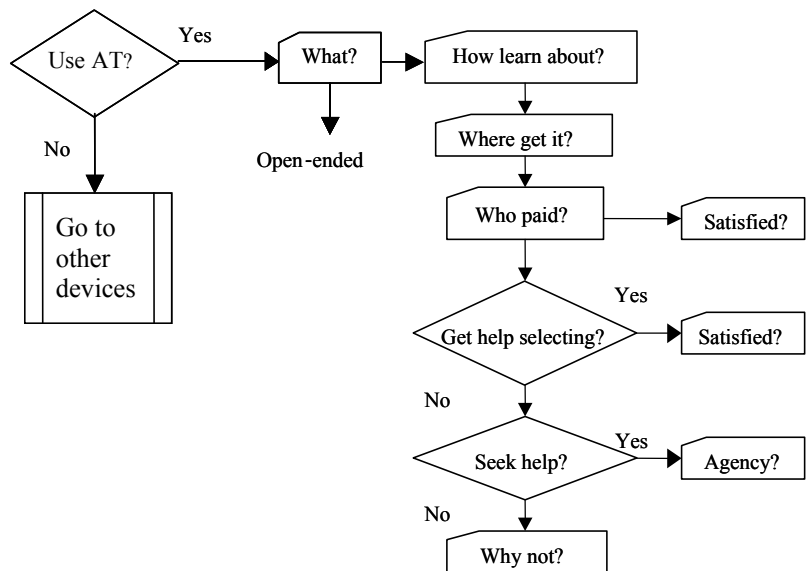 Use AT?
Yes
What?
How learn about?
No
Open-ended
Where get it?
Go to
other
devices
Who paid?
Satisfied?
Yes
Get help selecting?
Satisfied?
No
Yes
Seek help?
Agency?
No
Why not?